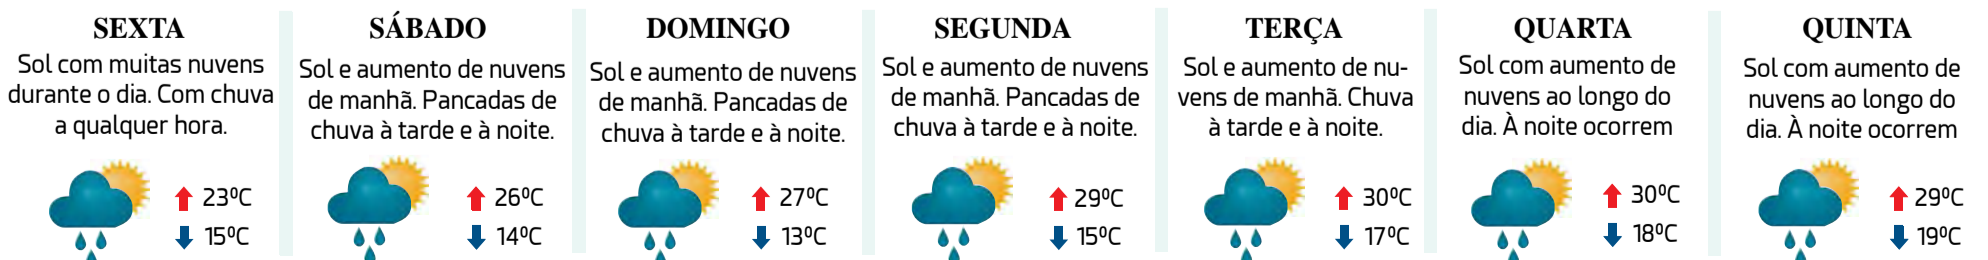 SEXTA
Sol com muitas nuvens
durante o dia. Com chuva
a qualquer hora.
23ºC
15ºC
SÁBADO
Sol e aumento de nuvens
de manhã. Pancadas de
chuva à tarde e à noite.
26ºC
14ºC
DOMINGO
Sol e aumento de nuvens
de manhã. Pancadas de
chuva à tarde e à noite.
27ºC
13ºC
SEGUNDA
Sol e aumento de nuvens
de manhã. Pancadas de
chuva à tarde e à noite.
29ºC
15ºC
TERÇA
Sol e aumento de nu-
vens de manhã. Chuva
à tarde e à noite.
30ºC
17ºC
QUARTA
Sol com aumento de
nuvens ao longo do
dia. À noite ocorrem
30ºC
18ºC
QUINTA
Sol com aumento de
nuvens ao longo do
dia. À noite ocorrem
29ºC
19ºC